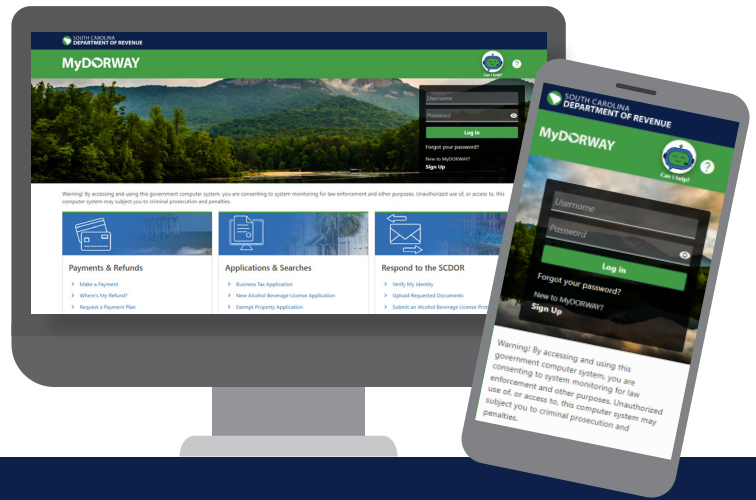 SOUTH CAROLINA
DEPARTMENT OF REVENUE
MyDORWAY
Can I help?
?
Username
Password
Log in
Forgot your password?
New to MyDORWAY?
Sign Up
Warning! By accessing and using this government computer system, you are consenting to system monitoring for law enforcement and other purposes. Unauthorized use of, or access to, this
computer system may subject you to criminal prosecution and penalties.
Payments & Refunds
> Make a Payment
> Where's My Refund?
> Request a Payment Plan
Applications & Searches
> Business Tax Application
> New Alcohol Beverage License Application
> Exempt Property Application
Respond to the SCDOR
> Verify My Identity
> Upload Requested Documents
> Submit an Alcohol Beverage License
SOUTH CAROLINA
DEPARTMENT OF REVENUE
MyDORWAY
Can I help?
?
Username
Password
Log in
Forgot your password?
New to MyDORWAY?
Sign Up
Warning! By accessing and using this
government computer system, you are
consenting to system monitoring for law
enforcement and other purposes. Unauthorized
use of, or access to, this computer system may
subject you to criminal prosecution and
penalties.